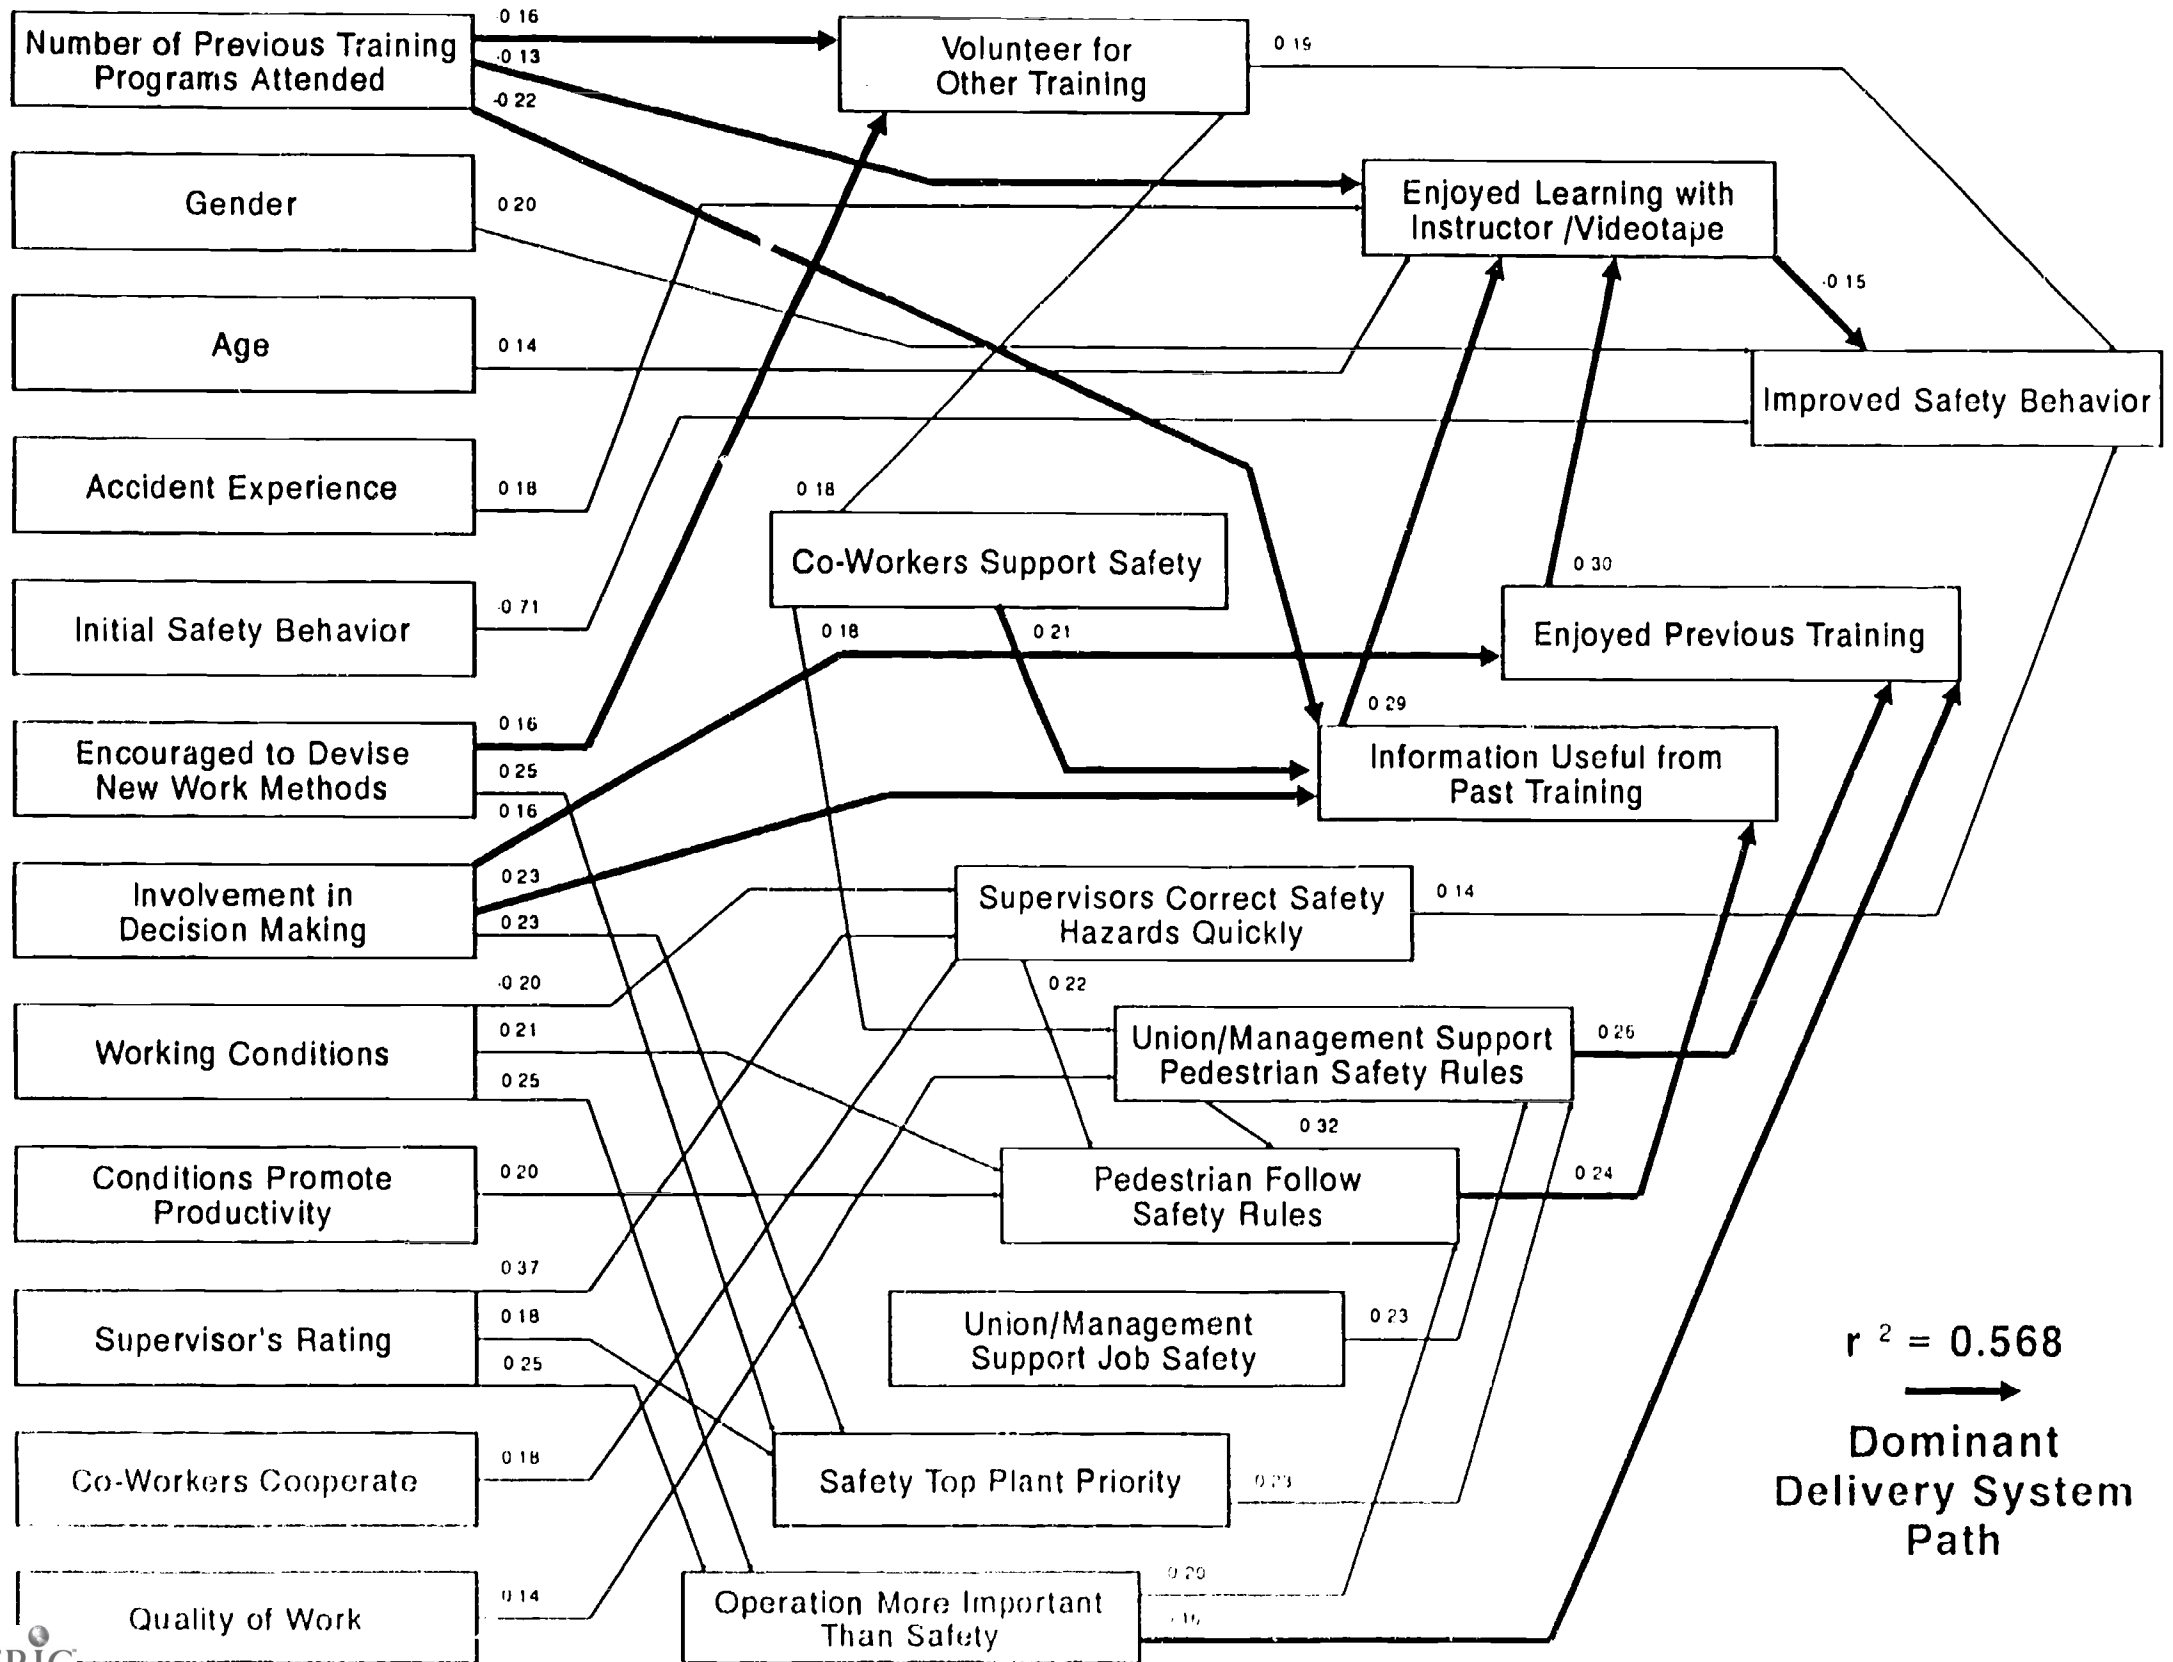 -0 16
Number of Previous Training
Programs Attended
-0 13
-0 22
Volunteer for
Other Training
0 19
Gender
0 20
Enjoyed Learning with
Instructor /Videotape
-0 15
Age
0 14
Improved Safety Behavior
Accident Experience
0 18
0 18
Co-Workers Support Safety
0 18
0 21
Initial Safety Behavior
-0 71
0 30
Enjoyed Previous Training
Encouraged to Devise
New Work Methods
0 16
0 25
0 16
0 29
Information Useful from
Past Training
Involvement in
Decision Making
0 23
0 23
Supervisors Correct Safety
Hazards Quickly
0 14
0 22
Working Conditions
-0 20
0 21
0 25
Union/Management Support
Pedestrian Safety Rules
0 26
0 32
Conditions Promote
Productivity
0 20
Pedestrian Follow
Safety Rules
0 24
Supervisor's Rating
0 37
0 18
0 25
Union/Management
Support Job Safety
0 23
r 2 = 0.568
Dominant
Delivery System
Path
Co-Workers Cooperate
0 18
Safety Top Plant Priority
0 23
Quality of Work
0 14
Operation More Important
Than Safety
ERIC